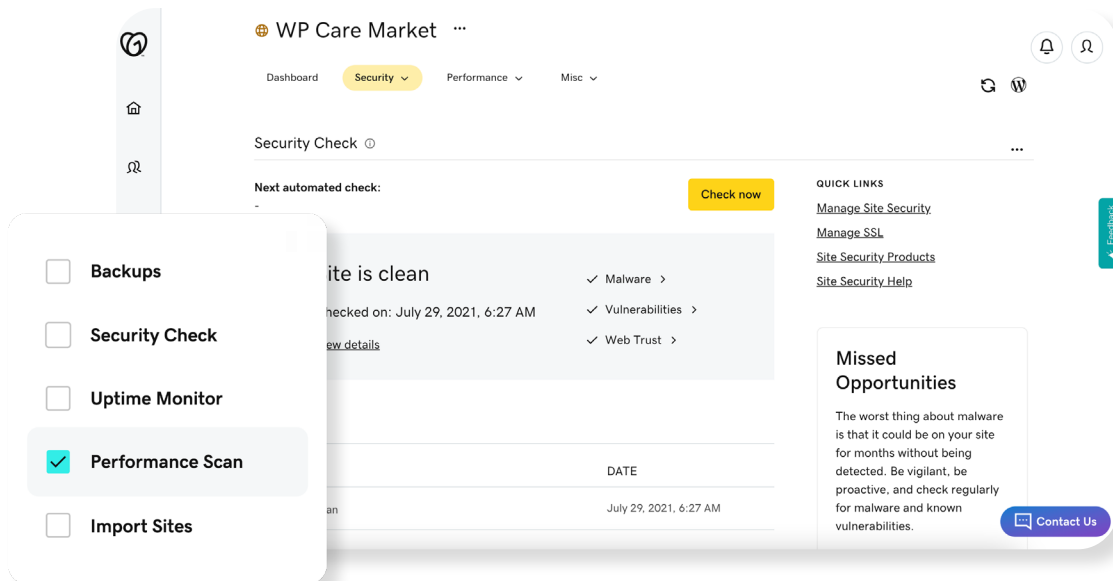 WP Care Market ...
Dashboard
Security
Performance
Misc
Security Check
Next automated check:
-
Check now
ite is clean
hecked on: July 29, 2021, 6:27 AM
ew details
Malware
Vulnerabilities
Web Trust
DATE
an
July 29, 2021, 6:27 AM
QUICK LINKS
Manage Site Security
Manage SSL
Site Security Products
Site Security Help
Missed
Opportunities
The worst thing about malware
is that it could be on your site
for months without being
detected. Be vigilant, be
proactive, and check regularly
for malware and known
vulnerabilities.
Feedback
Contact Us
Backups
Security Check
Uptime Monitor
Performance Scan
Import Sites